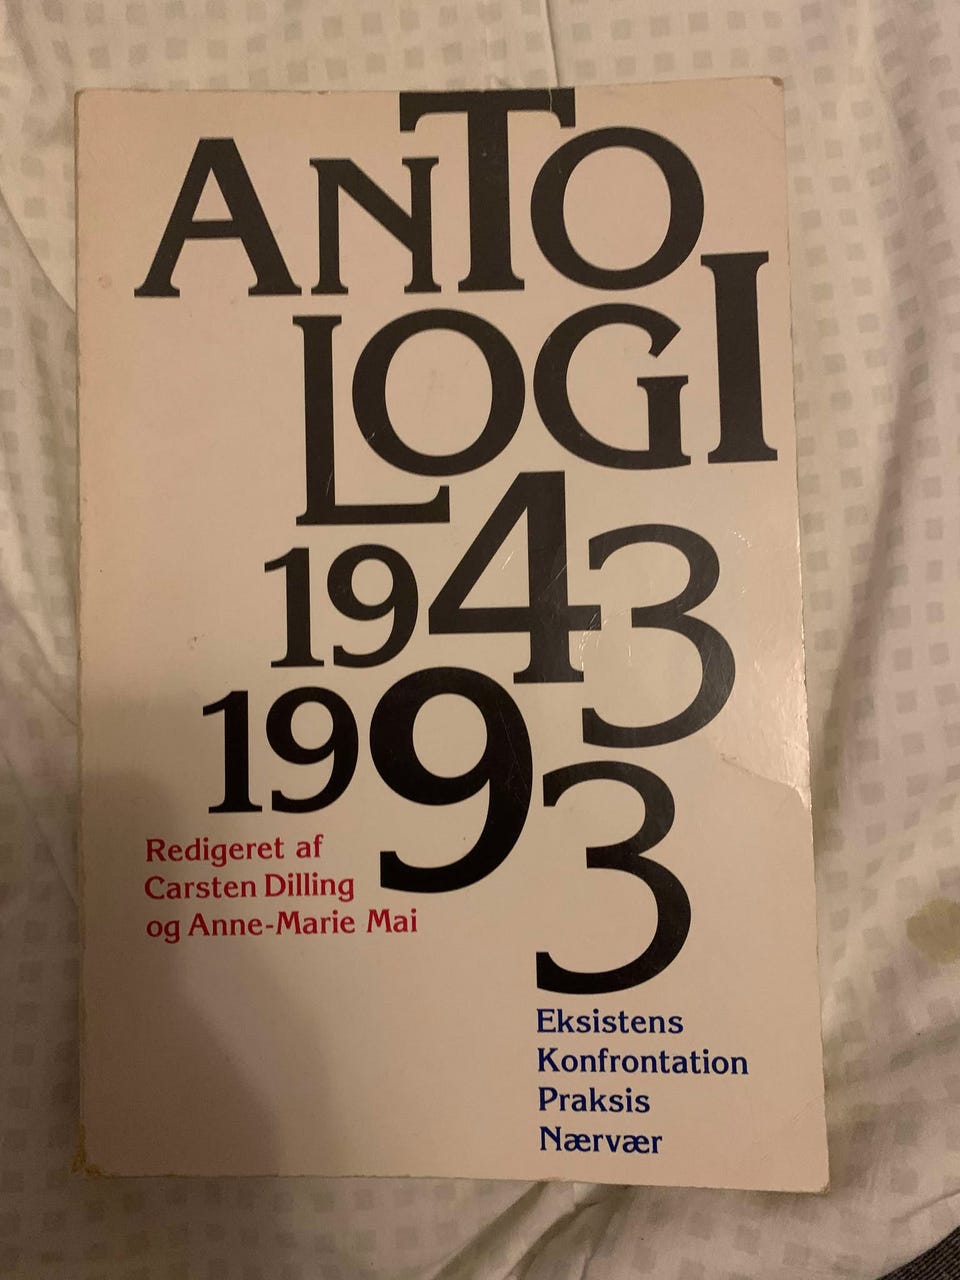 ANTO
LOGI
1943
1993
Redigeret af
Carsten Dilling
og Anne-Marie Mai
Eksistens
Konfrontation
Praksis
Nærvær